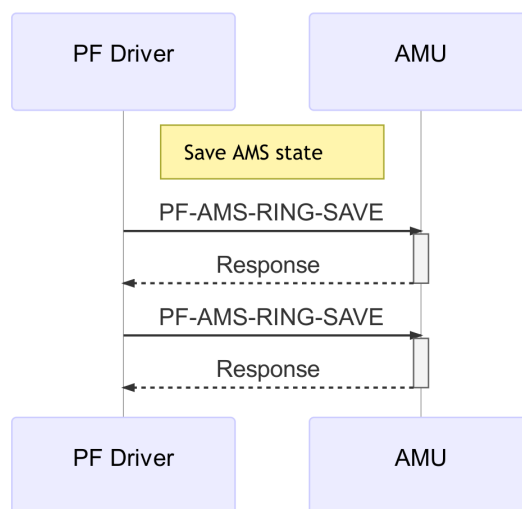 PF Driver
AMU
Save AMS state
PF-AMS-RING-SAVE
Response
PF-AMS-RING-SAVE
Response
PF Driver
AMU